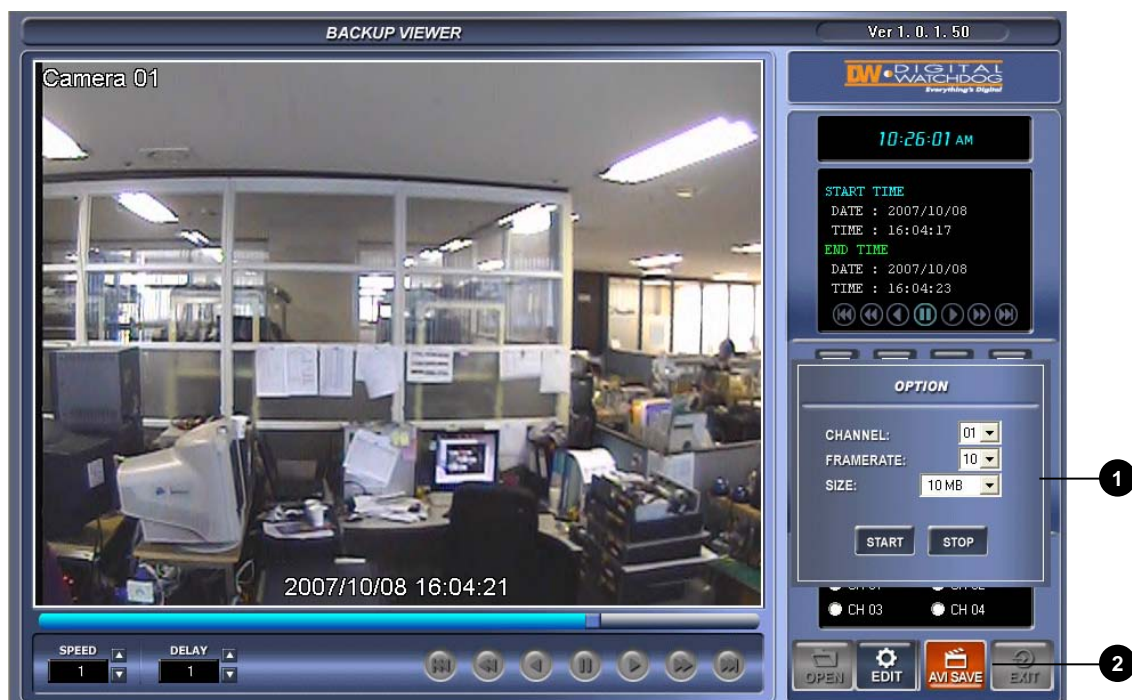 BACKUP VIEWER
Ver 1. 0. 1. 50
Camera 01
DW DIGITAL
WATCHDOG
Everything's Digital
10:26:01 AM
START TIME
DATE : 2007/10/08
TIME : 16:04:17
END TIME
DATE : 2007/10/08
TIME : 16:04:23
OPTION
CHANNEL: 01
FRAMERATE: 10
SIZE: 10 MB
START STOP
1
2007/10/08 16:04:21
CH 03 CH 04
SPEED DELAY
1 1
OPEN EDIT AVI SAVE EXIT
2